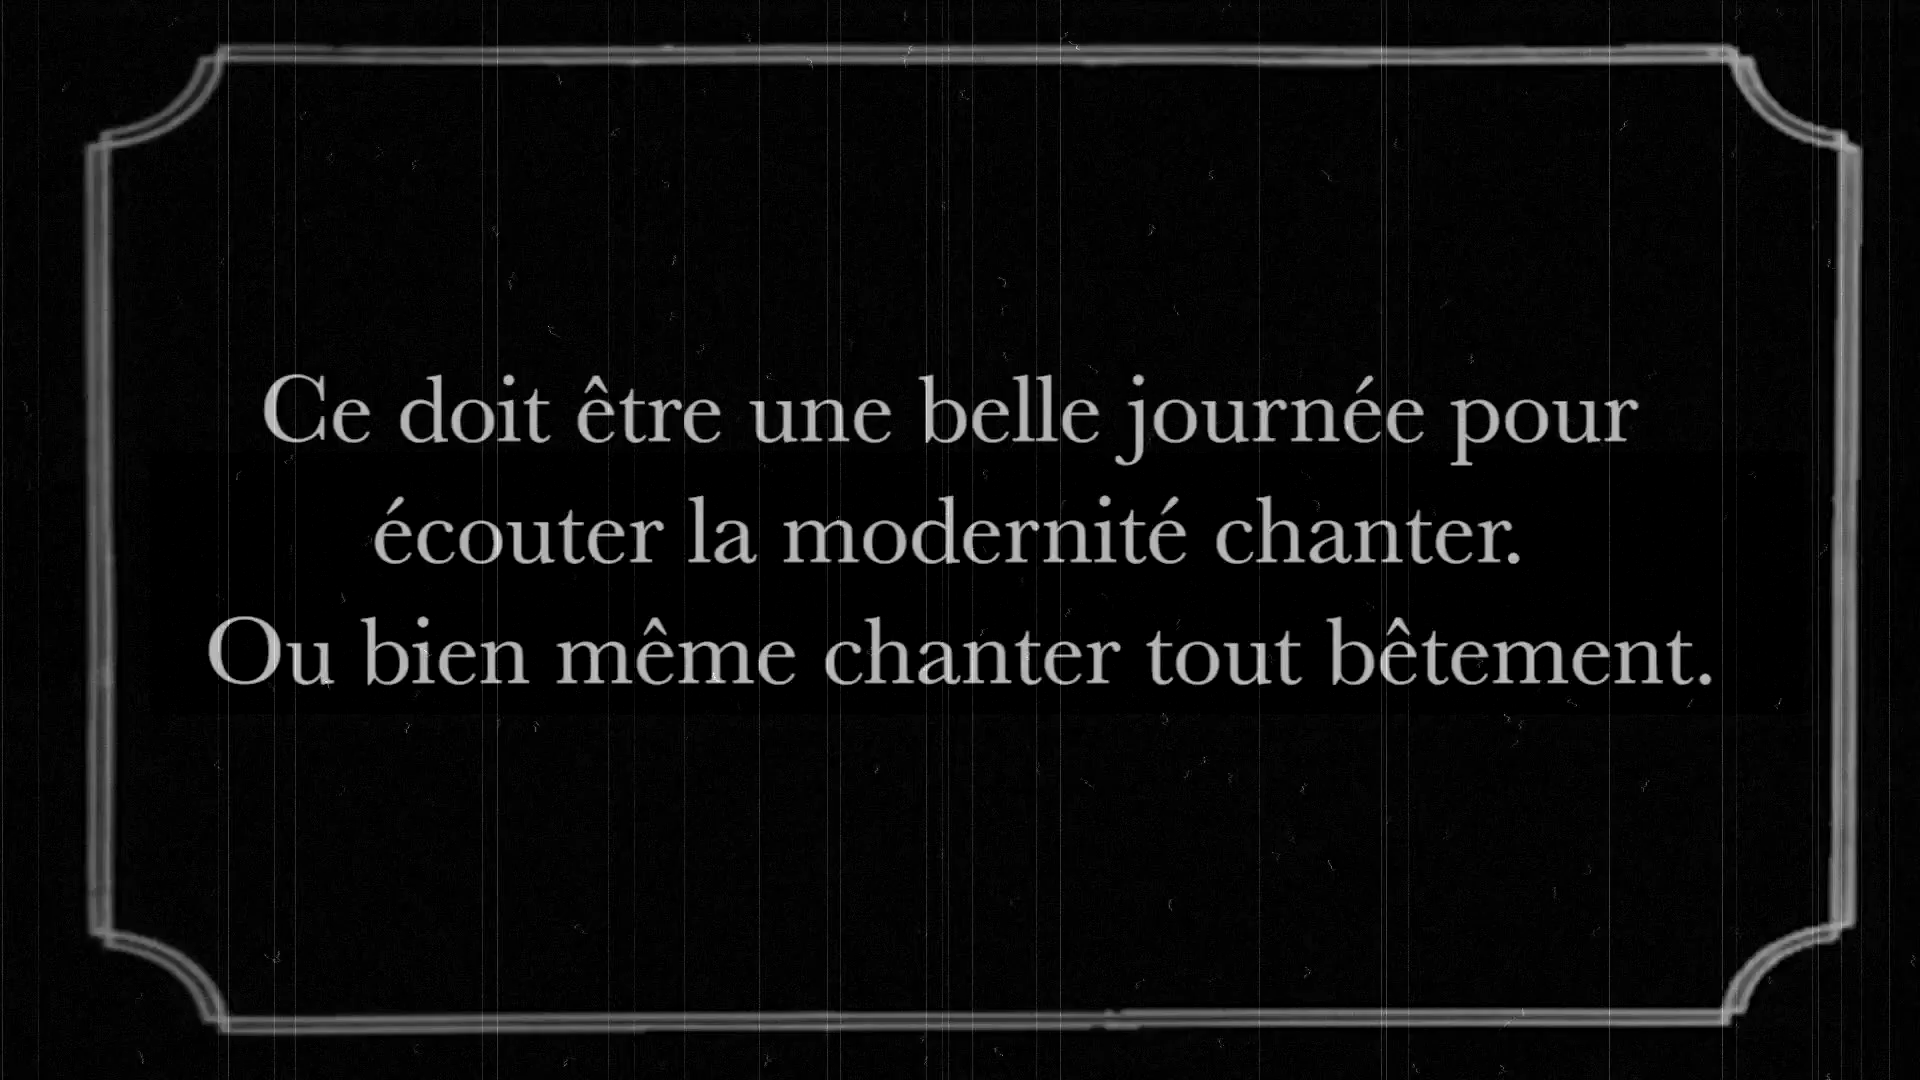 Ce doit être une belle journée pour
écouter la modernité chanter.
Ou bien même chanter tout bêtement.